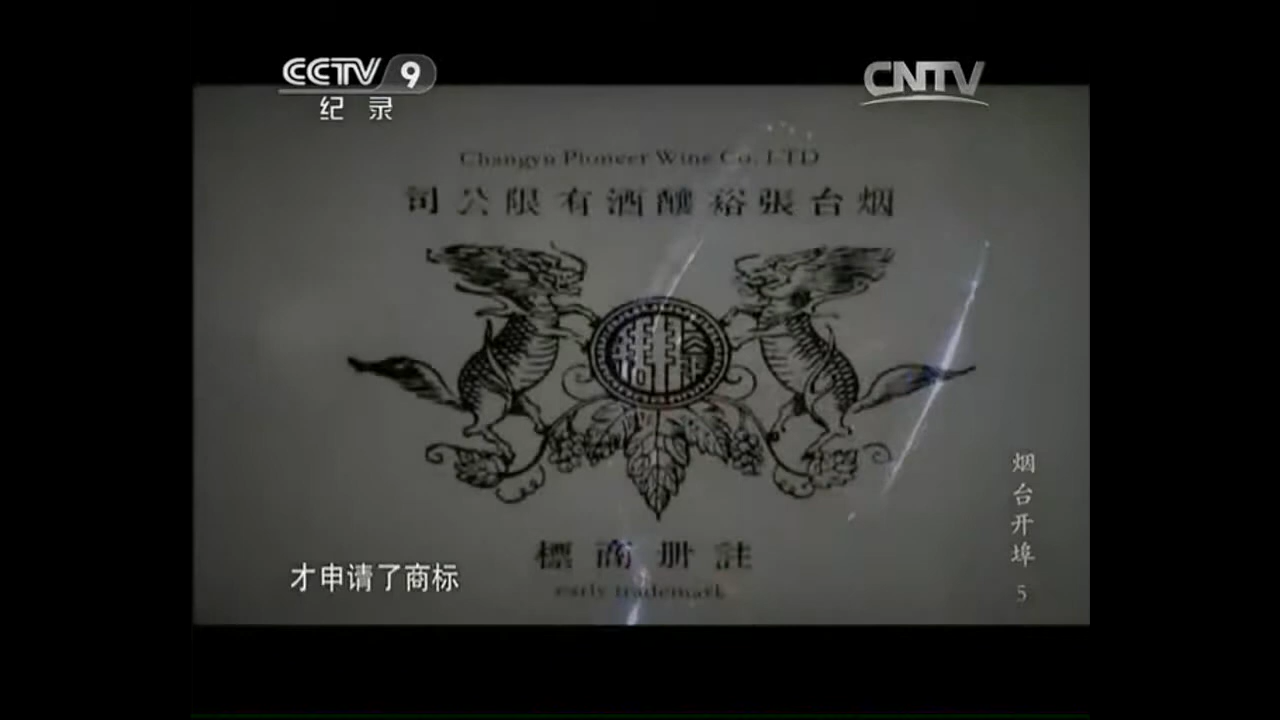 CCTV 9
纪录
CNTV
Changyu Pioneer Wine Co. LTD
烟台張裕釀酒有限公司
註冊商標
early trademark
才申请了商标
烟台开埠 5